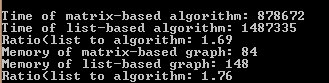 Time of matrix-based algorithm: 878672
Time of list-based algorithm: 1487335
Ratio(list to algorithm: 1.69
Memory of matrix-based graph: 84
Memory of list-based graph: 148
Ratio(list to algorithm: 1.76